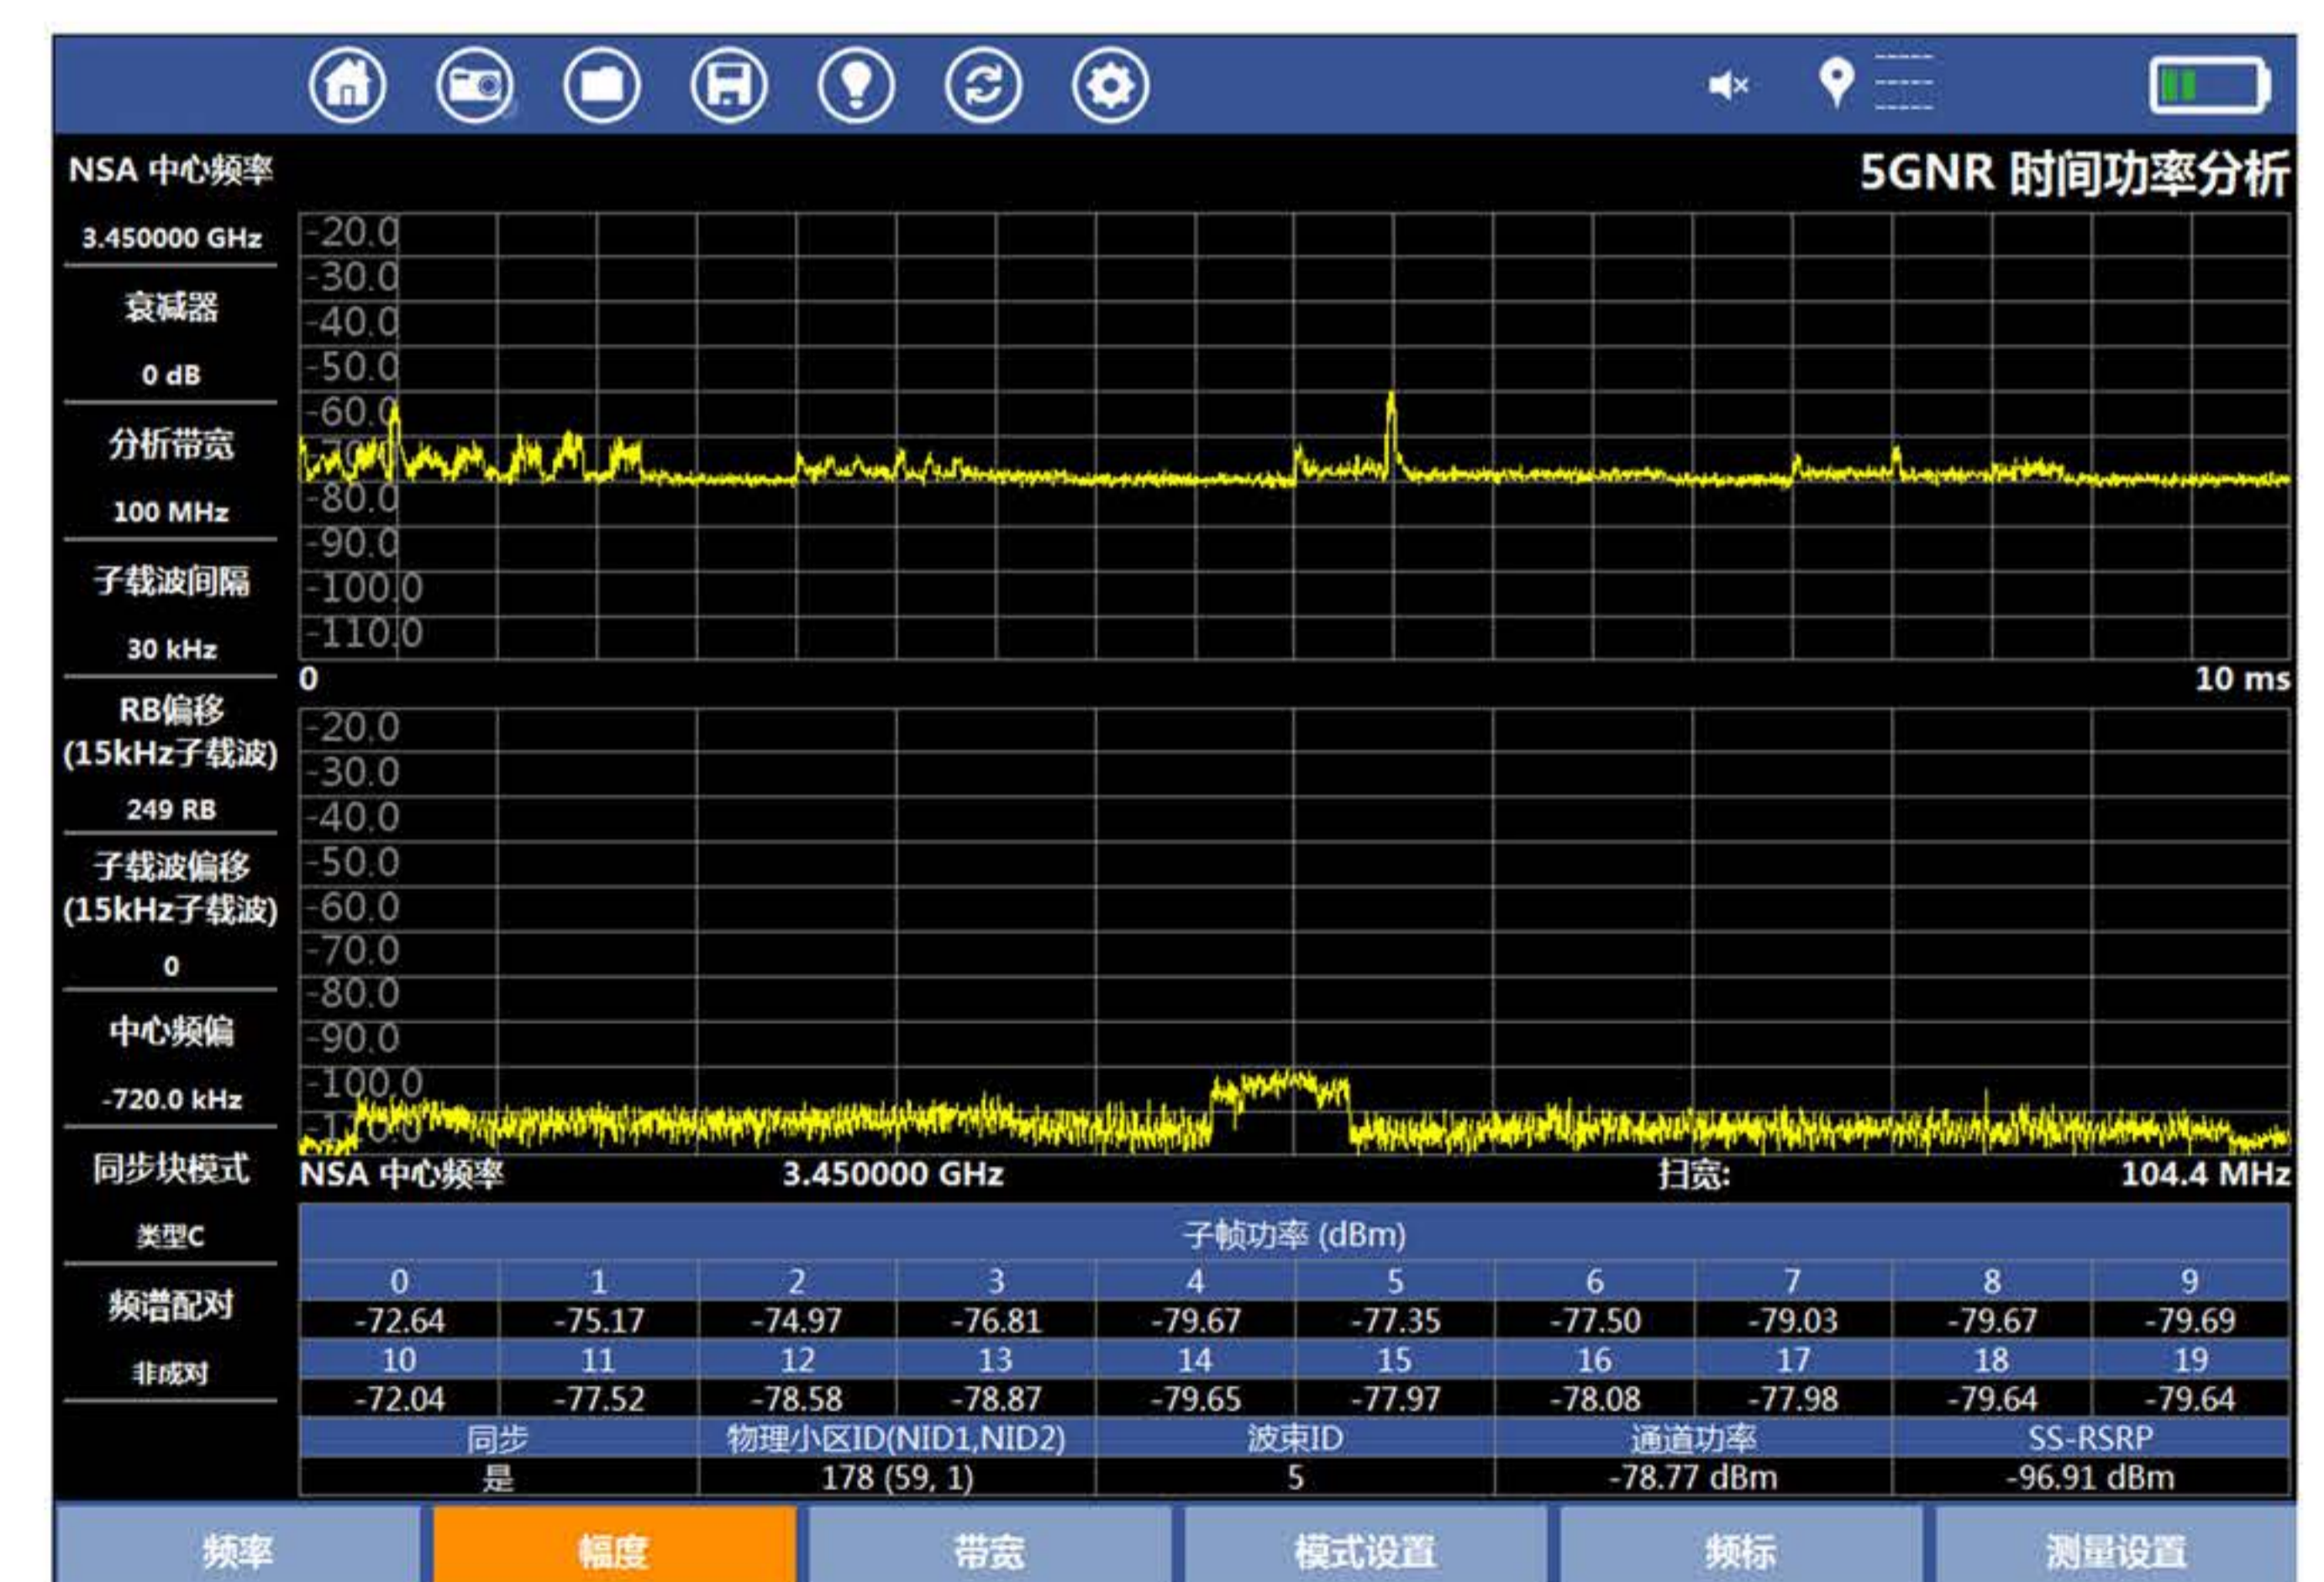 NSA 中心频率
5GNR 时间功率分析
3.450000 GHz
衰减器
0 dB
分析带宽
100 MHz
子载波间隔
30 kHz
RB偏移
(15kHz子载波)
249 RB
子载波偏移
(15kHz子载波)
0
中心频偏
-720.0 kHz
同步块模式
类型C
频谱配对
非成对
-20.0
-30.0
-40.0
-50.0
-60.0
-70.0
-80.0
-90.0
-100.0
-110.0
0 10 ms
-20.0
-30.0
-40.0
-50.0
-60.0
-70.0
-80.0
-90.0
-100.0
-110.0
NSA 中心频率 3.450000 GHz 扫宽: 104.4 MHz
子帧功率 (dBm)
0 1 2 3 4 5 6 7 8 9
-72.64 -75.17 -74.97 -76.81 -79.67 -77.35 -77.50 -79.03 -79.67 -79.69
10 11 12 13 14 15 16 17 18 19
-72.04 -77.52 -78.58 -78.87 -79.65 -77.97 -78.08 -77.98 -79.64 -79.64
同步 物理小区ID(NID1,NID2) 波束ID 通道功率 SS-RSRP
是 178 (59, 1) 5 -78.77 dBm -96.91 dBm
频率 幅度 带宽 模式设置 频标 测量设置